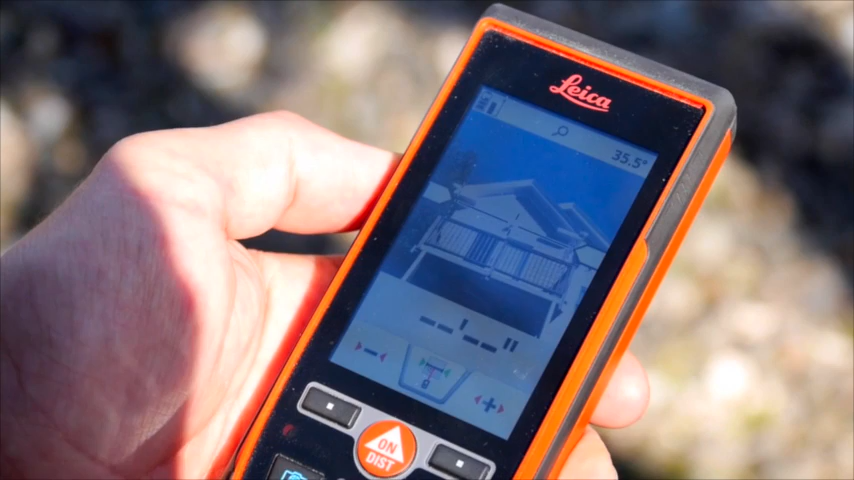 Leica
35.5°
-- ' -- "
ON
DIST